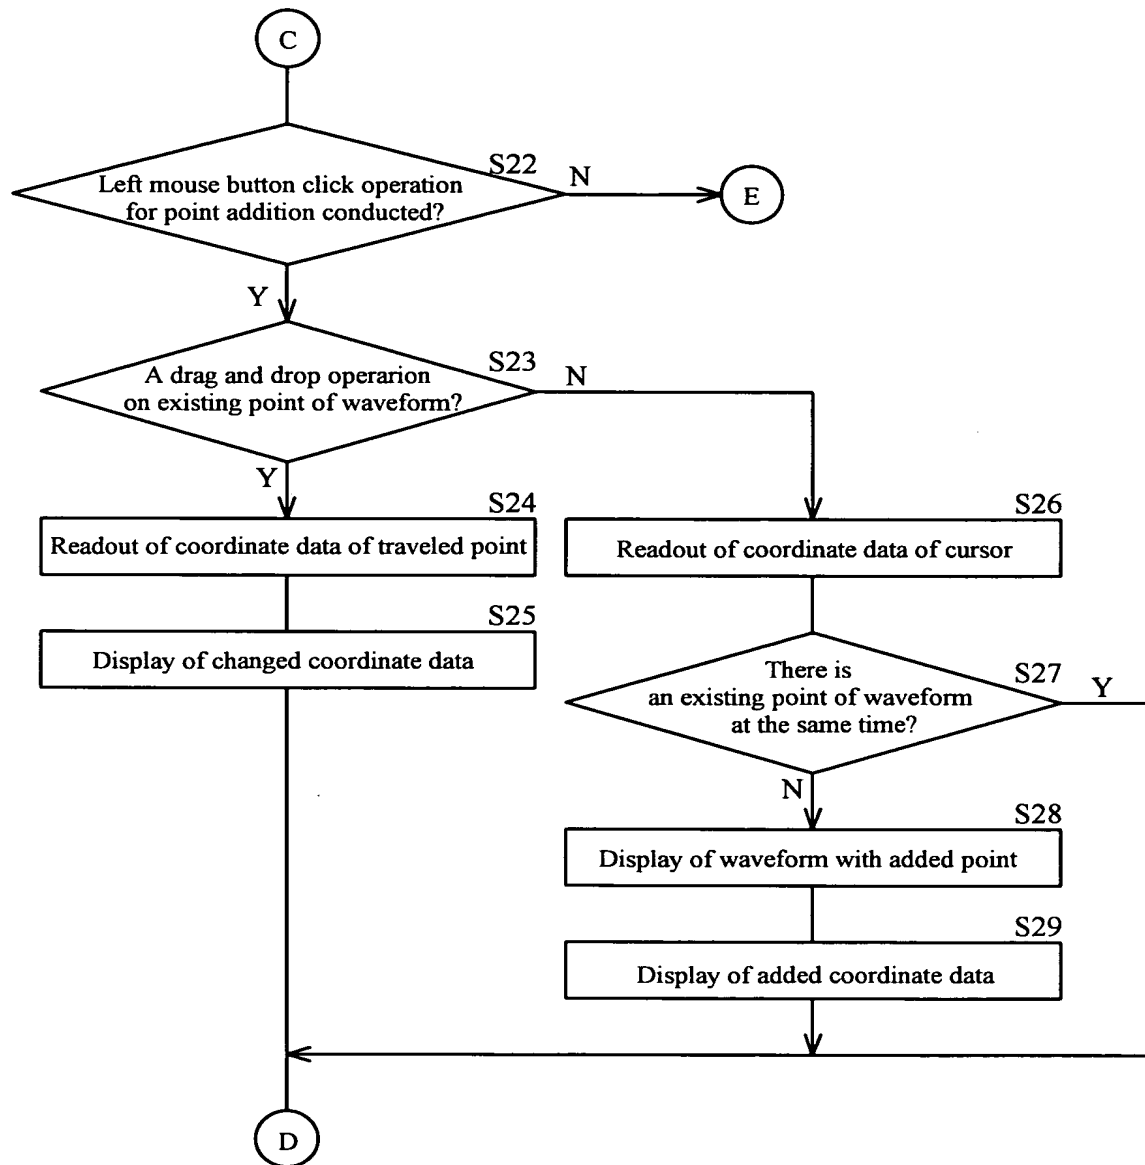 C
S22
Left mouse button click operation
for point addition conducted?
N
E
Y
S23
A drag and drop operarion
on existing point of waveform?
N
Y
S24
Readout of coordinate data of traveled point
S26
Readout of coordinate data of cursor
S25
Display of changed coordinate data
S27
There is
an existing point of waveform
at the same time?
Y
N
S28
Display of waveform with added point
S29
Display of added coordinate data
D